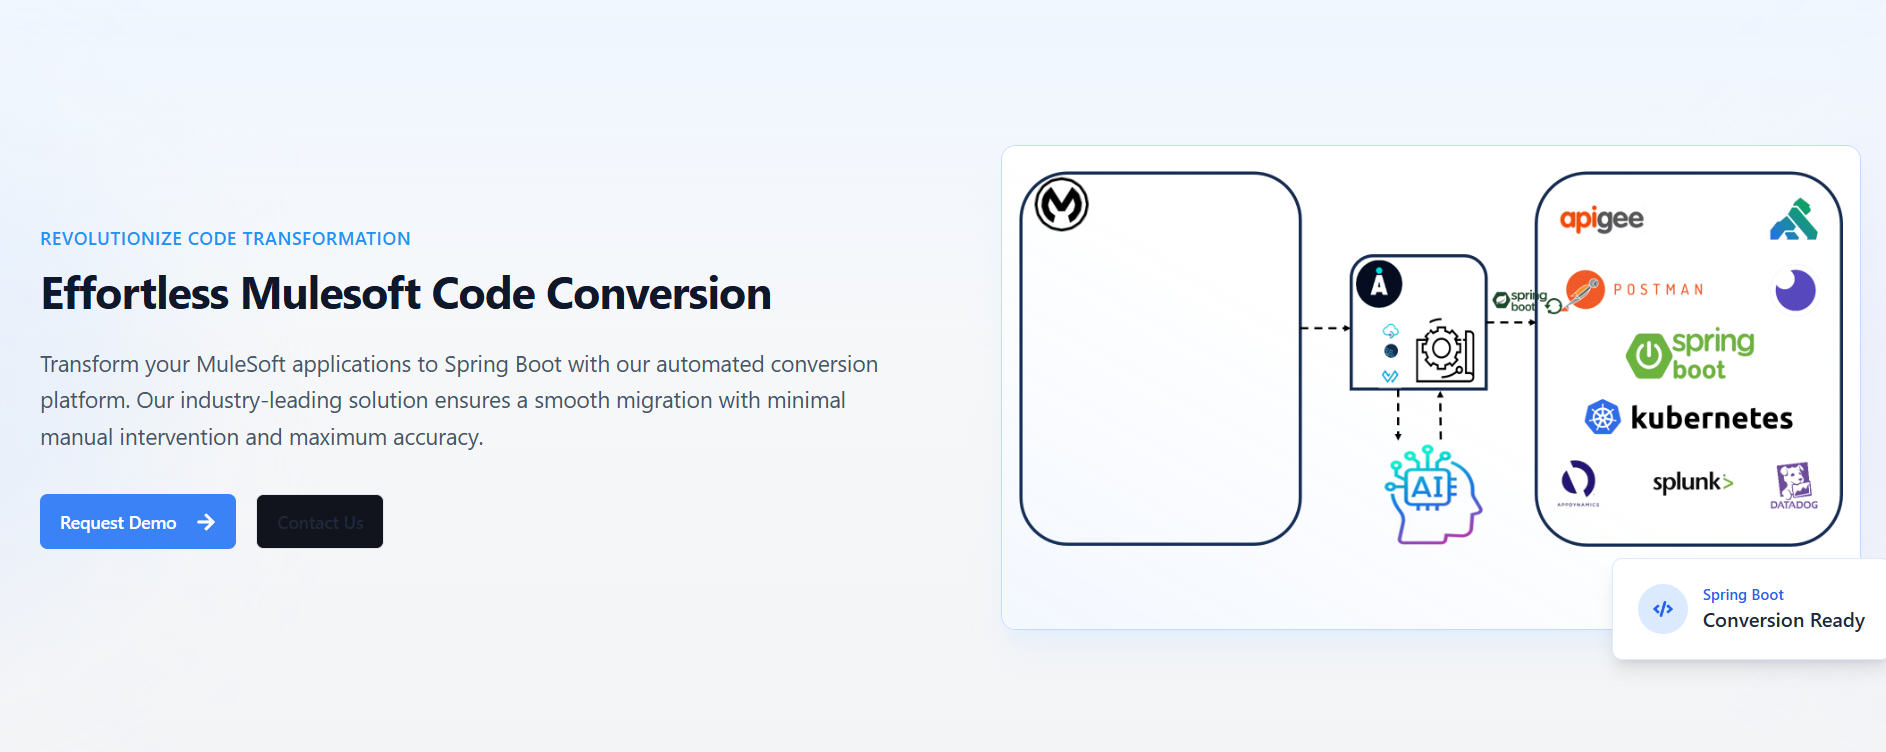 REVOLUTIONIZE CODE TRANSFORMATION
Effortless Mulesoft Code Conversion
Transform your MuleSoft applications to Spring Boot with our automated conversion
platform. Our industry-leading solution ensures a smooth migration with minimal
manual intervention and maximum accuracy.
Request Demo
Contact Us
spring
boot
AI
apigee
POSTMAN
spring
boot
kubernetes
APPDYNAMICS
splunk>
DATADOG
Spring Boot
Conversion Ready